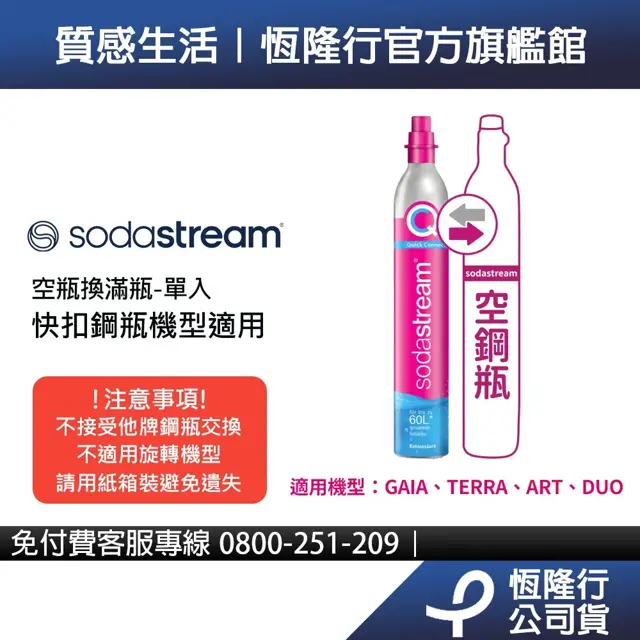 質感生活｜恆隆行官方旗艦館
sodastream®
空瓶換滿瓶-單入
快扣鋼瓶機型適用
!注意事項!
不接受他牌鋼瓶交換
不適用旋轉機型
請用紙箱裝避免遺失
Q
Quick Connect
sodastream®
60L*
sodastream
空鋼瓶
適用機型：GAIA、TERRA、ART、DUO
免付費客服專線 0800-251-209｜
恆隆行
公司貨